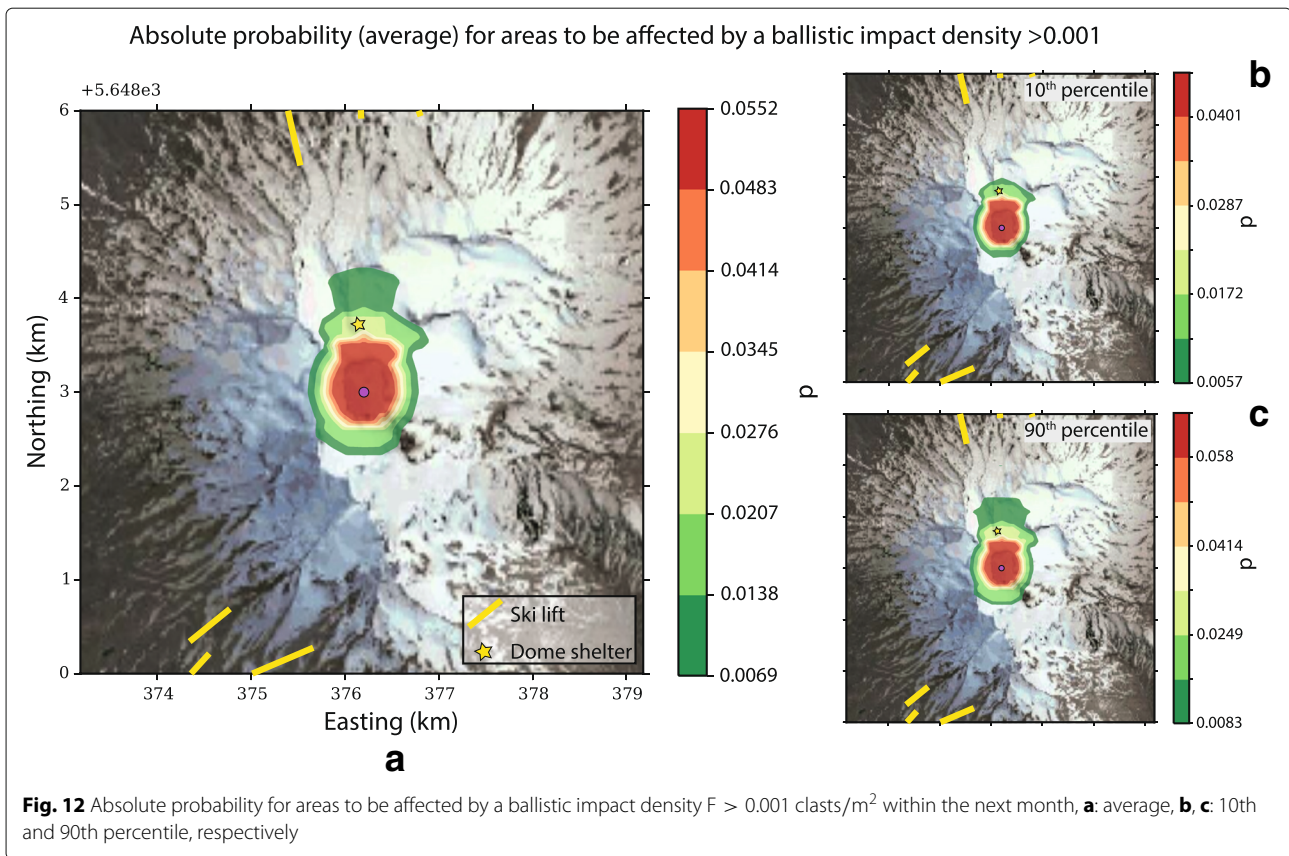 Absolute probability (average) for areas to be affected by a ballistic impact density >0.001
+5.648e3
6
5
4
3
2
1
0
Northing (km)
374
375
376
377
378
379
Easting (km)
Ski lift
Dome shelter
a
0.0552
0.0483
0.0414
0.0345
0.0276
0.0207
0.0138
0.0069
p
10th percentile
b
0.0401
0.0287
0.0172
0.0057
p
90th percentile
c
0.058
0.0414
0.0249
0.0083
p
Fig. 12 Absolute probability for areas to be affected by a ballistic impact density F > 0.001 clasts/m² within the next month, a: average, b, c: 10th
and 90th percentile, respectively